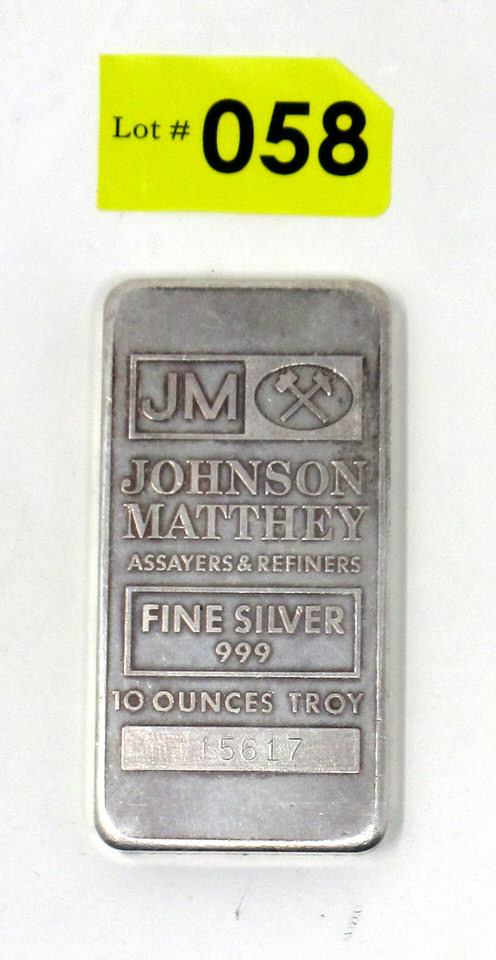 Lot # 058
JM
JOHNSON
MATTHEY
ASSAYERS & REFINERS
FINE SILVER
999
10 OUNCES TROY
15617